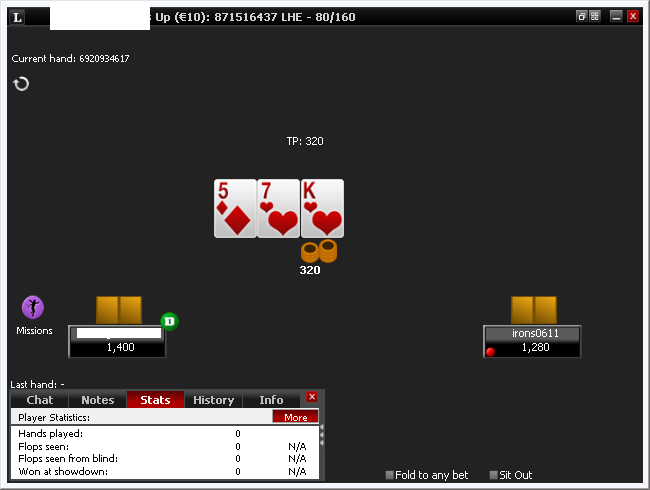 L s Up (€10): 871516437 LHE - 80/160
Current hand: 6920934617
TP: 320
5 7 K
320
Missions
D
irons0611
1,400
1,280
Last hand: -
Chat Notes Stats History Info
Player Statistics: More
Hands played: 0
Flops seen: 0 N/A
Flops seen from blind: 0 N/A
Won at showdown: 0 N/A
Fold to any bet Sit Out